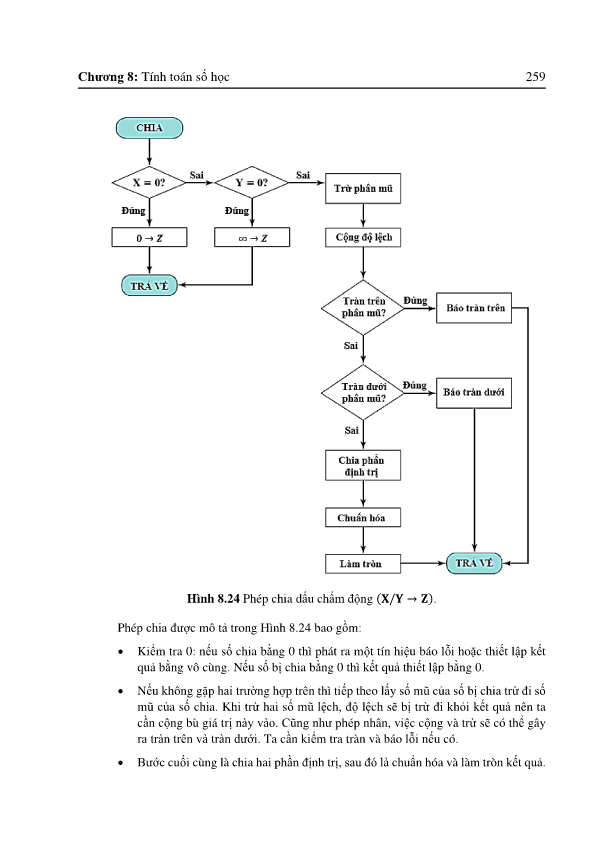 Chương 8: Tính toán số học 259
CHIA
X = 0?
Sai
Y = 0?
Sai
Trừ phần mũ
Đúng
Đúng
0 → Z
∞ → Z
Cộng độ lệch
TRẢ VỀ
Tràn trên
phần mũ?
Đúng
Báo tràn trên
Sai
Tràn dưới
phần mũ?
Đúng
Báo tràn dưới
Sai
Chia phần
định trị
Chuẩn hóa
Làm tròn
TRẢ VỀ
Hình 8.24 Phép chia dấu chấm động (X/Y → Z).
Phép chia được mô tả trong Hình 8.24 bao gồm:
• Kiểm tra 0: nếu số chia bằng 0 thì phát ra một tín hiệu báo lỗi hoặc thiết lập kết
quả bằng vô cùng. Nếu số bị chia bằng 0 thì kết quả thiết lập bằng 0.
• Nếu không gặp hai trường hợp trên thì tiếp theo lấy số mũ của số bị chia trừ đi số
mũ của số chia. Khi trừ hai số mũ lệch, độ lệch sẽ bị trừ đi khỏi kết quả nên ta
cần cộng bù giá trị này vào. Cũng như phép nhân, việc cộng và trừ sẽ có thể gây
ra tràn trên và tràn dưới. Ta cần kiểm tra tràn và báo lỗi nếu có.
• Bước cuối cùng là chia hai phần định trị, sau đó là chuẩn hóa và làm tròn kết quả.